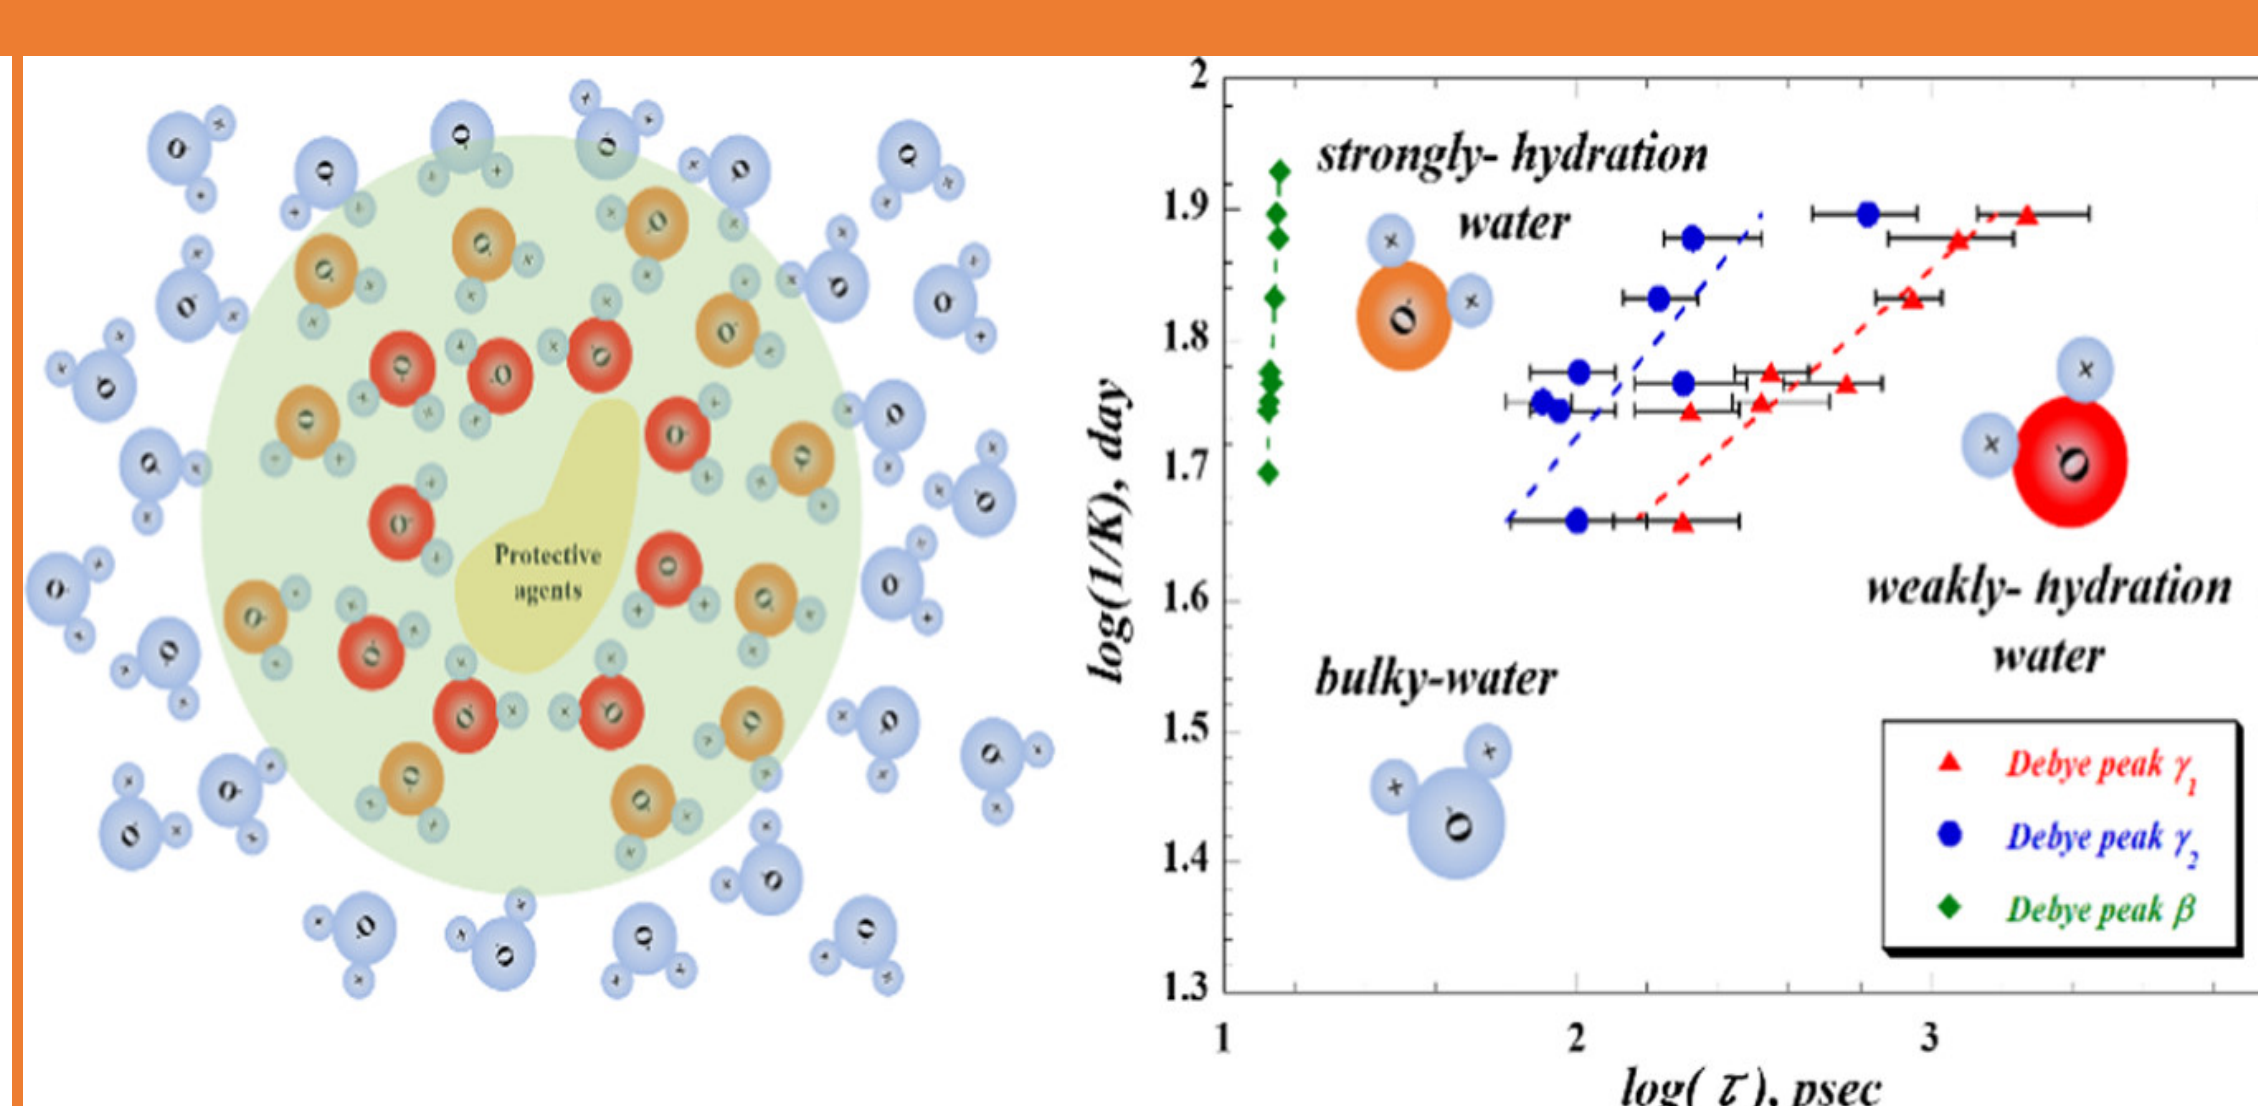 Protective
agents
2
1.9
1.8
1.7
1.6
1.5
1.4
1.3
log(1/K), day
strongly- hydration
water
weakly- hydration
water
bulky-water
Debye peak γ1
Debye peak γ2
Debye peak β
1 2 3
log( τ ), psec